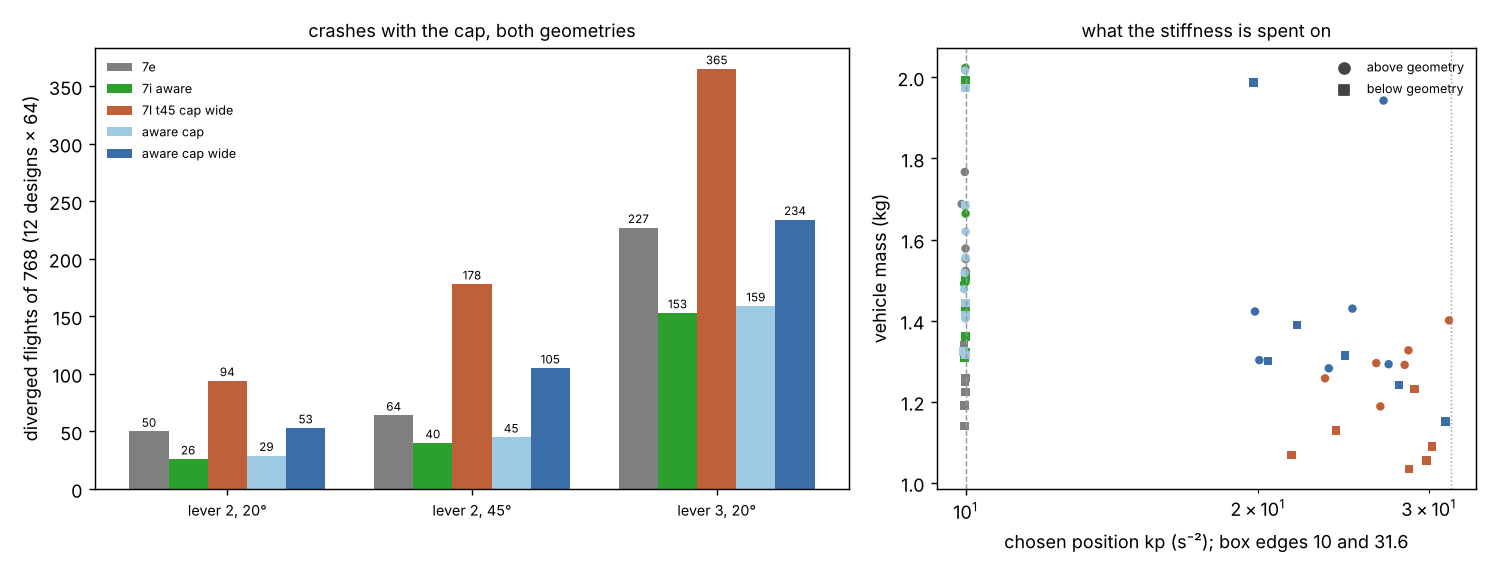 crashes with the cap, both geometries
diverged flights of 768 (12 designs × 64)
0
50
100
150
200
250
300
350
7e
7i aware
7l t45 cap wide
aware cap
aware cap wide
50
26
94
29
53
64
40
178
45
105
227
153
365
159
234
lever 2, 20°
lever 2, 45°
lever 3, 20°
what the stiffness is spent on
vehicle mass (kg)
1.0
1.2
1.4
1.6
1.8
2.0
above geometry
below geometry
10¹
2 × 10¹
3 × 10¹
chosen position kp (s⁻²); box edges 10 and 31.6